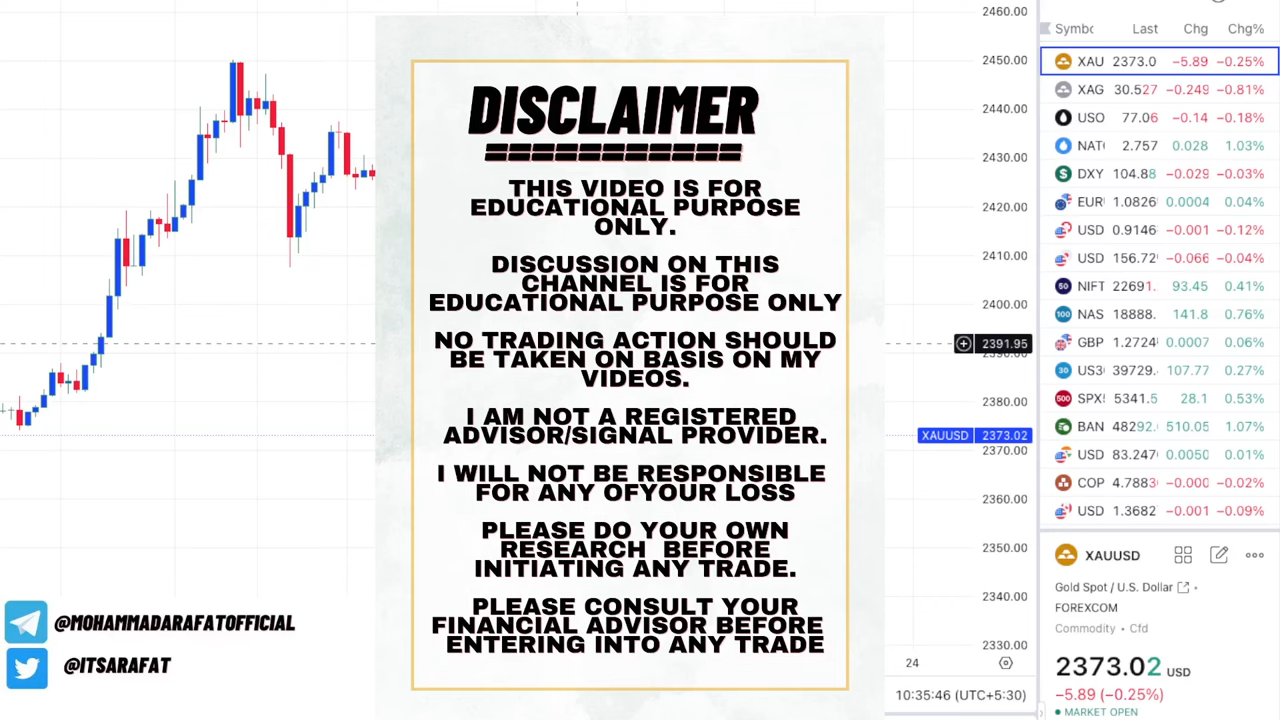 2460.00
2450.00
2440.00
2430.00
2420.00
2410.00
2400.00
2391.95
2380.00
XAUUSD 2373.02
2370.00
2360.00
2350.00
2340.00
2330.00
24
10:35:46 (UTC+5:30)
DISCLAIMER
===========
THIS VIDEO IS FOR
EDUCATIONAL PURPOSE
ONLY.
DISCUSSION ON THIS
CHANNEL IS FOR
EDUCATIONAL PURPOSE ONLY
NO TRADING ACTION SHOULD
BE TAKEN ON BASIS ON MY
VIDEOS.
I AM NOT A REGISTERED
ADVISOR/SIGNAL PROVIDER.
I WILL NOT BE RESPONSIBLE
FOR ANY OFYOUR LOSS
PLEASE DO YOUR OWN
RESEARCH BEFORE
INITIATING ANY TRADE.
PLEASE CONSULT YOUR
FINANCIAL ADVISOR BEFORE
ENTERING INTO ANY TRADE
@MOHAMMADARAFATOFFICIAL
@ITSARAFAT
Symbo Last Chg Chg%
XAU 2373.0 −5.89 −0.25%
XAG 30.527 −0.249 −0.81%
USO 77.06 −0.14 −0.18%
NAT 2.757 0.028 1.03%
DXY 104.88 −0.029 −0.03%
EUR 1.0826 0.0004 0.04%
USD 0.9146 −0.001 −0.12%
USD 156.72 −0.066 −0.04%
50 NIFT 22691. 93.45 0.41%
100 NAS 18888. 141.8 0.76%
GBP 1.2724 0.0007 0.06%
30 US3 39729. 107.77 0.27%
500 SPX 5341.5 28.1 0.53%
BAN 48292. 510.05 1.07%
USD 83.247 0.0050 0.01%
COP 4.788 −0.000 −0.02%
USD 1.3682 −0.001 −0.09%
XAUUSD
Gold Spot / U.S. Dollar •
FOREXCOM
Commodity • Cfd
2373.02 USD
−5.89 (−0.25%)
MARKET OPEN